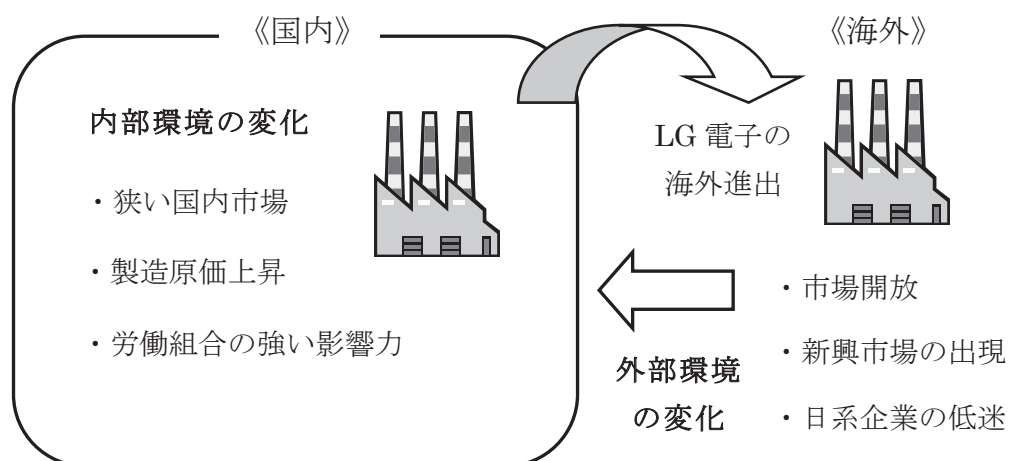 《国内》
《海外》
内部環境の変化
・狭い国内市場
・製造原価上昇
・労働組合の強い影響力
LG 電子の
海外進出
・市場開放
・新興市場の出現
・日系企業の低迷
外部環境
の変化